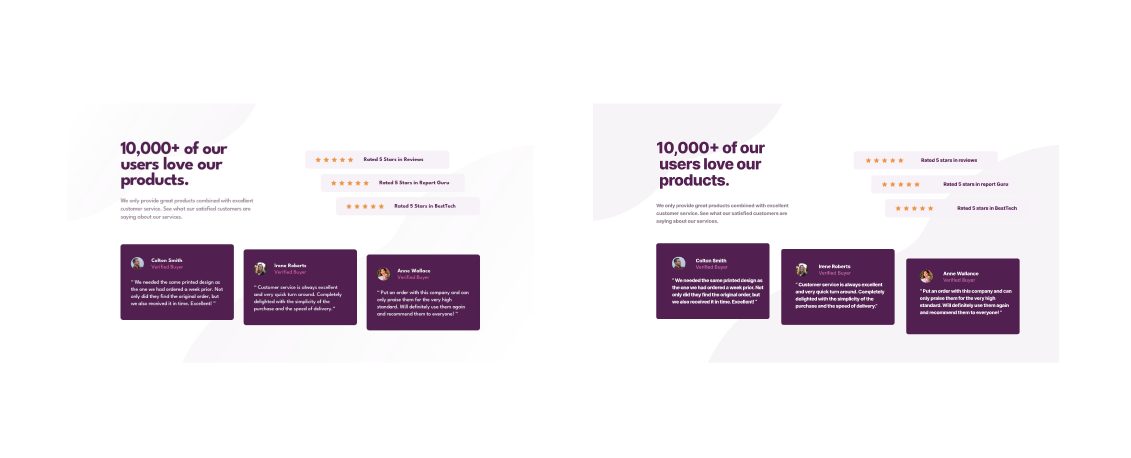 10,000+ of our
users love our
products.
We only provide great products combined with excellent
customer service. See what our satisfied customers are
saying about our services.
Rated 5 Stars in Reviews
Rated 5 Stars in Report Guru
Rated 5 Stars in BestTech
Colton Smith
Verified Buyer
" We needed the same printed design as
the one we had ordered a week prior. Not
only did they find the original order, but
we also received it in time. Excellent! "
Irene Roberts
Verified Buyer
" Customer service is always excellent
and very quick turn around. Completely
delighted with the simplicity of the
purchase and the speed of delivery. "
Anne Wallace
Verified Buyer
" Put an order with this company and can
only praise them for the very high
standard. Will definitely use them again
and recommend them to everyone! "
10,000+ of our
users love our
products.
We only provide great products combined with excellent
customer service. See what our satisfied customers are
saying about our services.
Rated 5 stars in reviews
Rated 5 stars in report Guru
Rated 5 stars in BestTech
Colton Smith
Verified Buyer
" We needed the same printed design as
the one we had ordered a week prior. Not
only did they find the original order, but
we also received it in time. Excellent! "
Irene Roberts
Verified Buyer
" Customer service is always excellent
and very quick turn around. Completely
delighted with the simplicity of the
purchase and the speed of delivery."
Anne Wallance
Verified Buyer
" Put an order with this company and can
only praise them for the very high
standard. Will definitely use them again
and recommend them to everyone! "